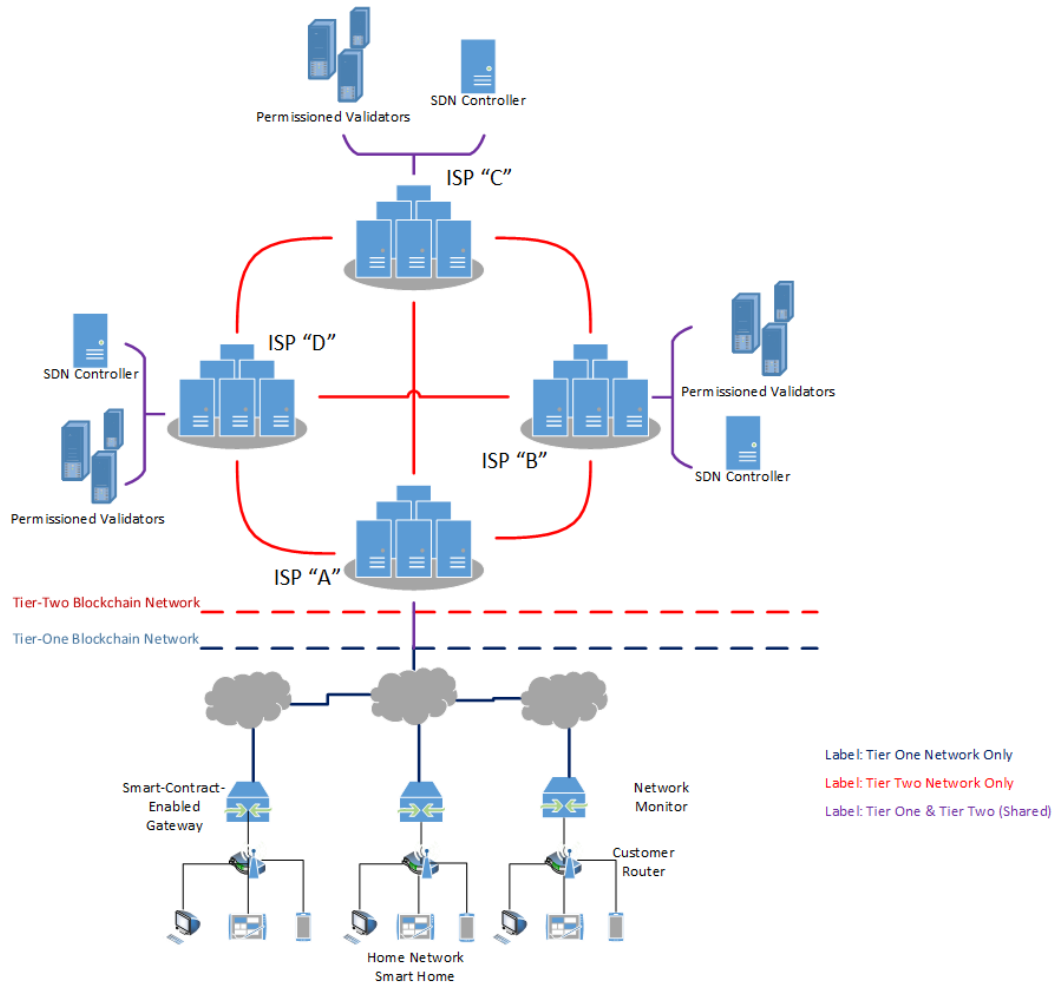 Permissioned Validators
SDN Controller
ISP “C”
ISP “D”
SDN Controller
Permissioned Validators
Permissioned Validators
ISP “B”
SDN Controller
ISP “A”
Tier-Two Blockchain Network
Tier-One Blockchain Network
Smart-Contract-
Enabled
Gateway
Network
Monitor
Customer
Router
Home Network
Smart Home
Label: Tier One Network Only
Label: Tier Two Network Only
Label: Tier One & Tier Two (Shared)